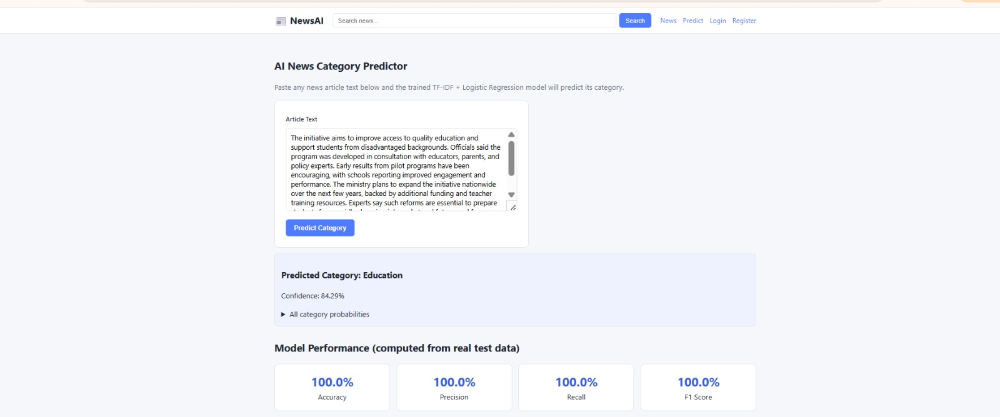 NewsAI
Search news...
Search
News
Predict
Login
Register
AI News Category Predictor
Paste any news article text below and the trained TF-IDF + Logistic Regression model will predict its category.
Article Text
The initiative aims to improve access to quality education and
support students from disadvantaged backgrounds. Officials said the
program was developed in consultation with educators, parents, and
policy experts. Early results from pilot programs have been
encouraging, with schools reporting improved engagement and
performance. The ministry plans to expand the initiative nationwide
over the next few years, backed by additional funding and teacher
training resources. Experts say such reforms are essential to prepare
Predict Category
Predicted Category: Education
Confidence: 84.29%
All category probabilities
Model Performance (computed from real test data)
100.0%
Accuracy
100.0%
Precision
100.0%
Recall
100.0%
F1 Score